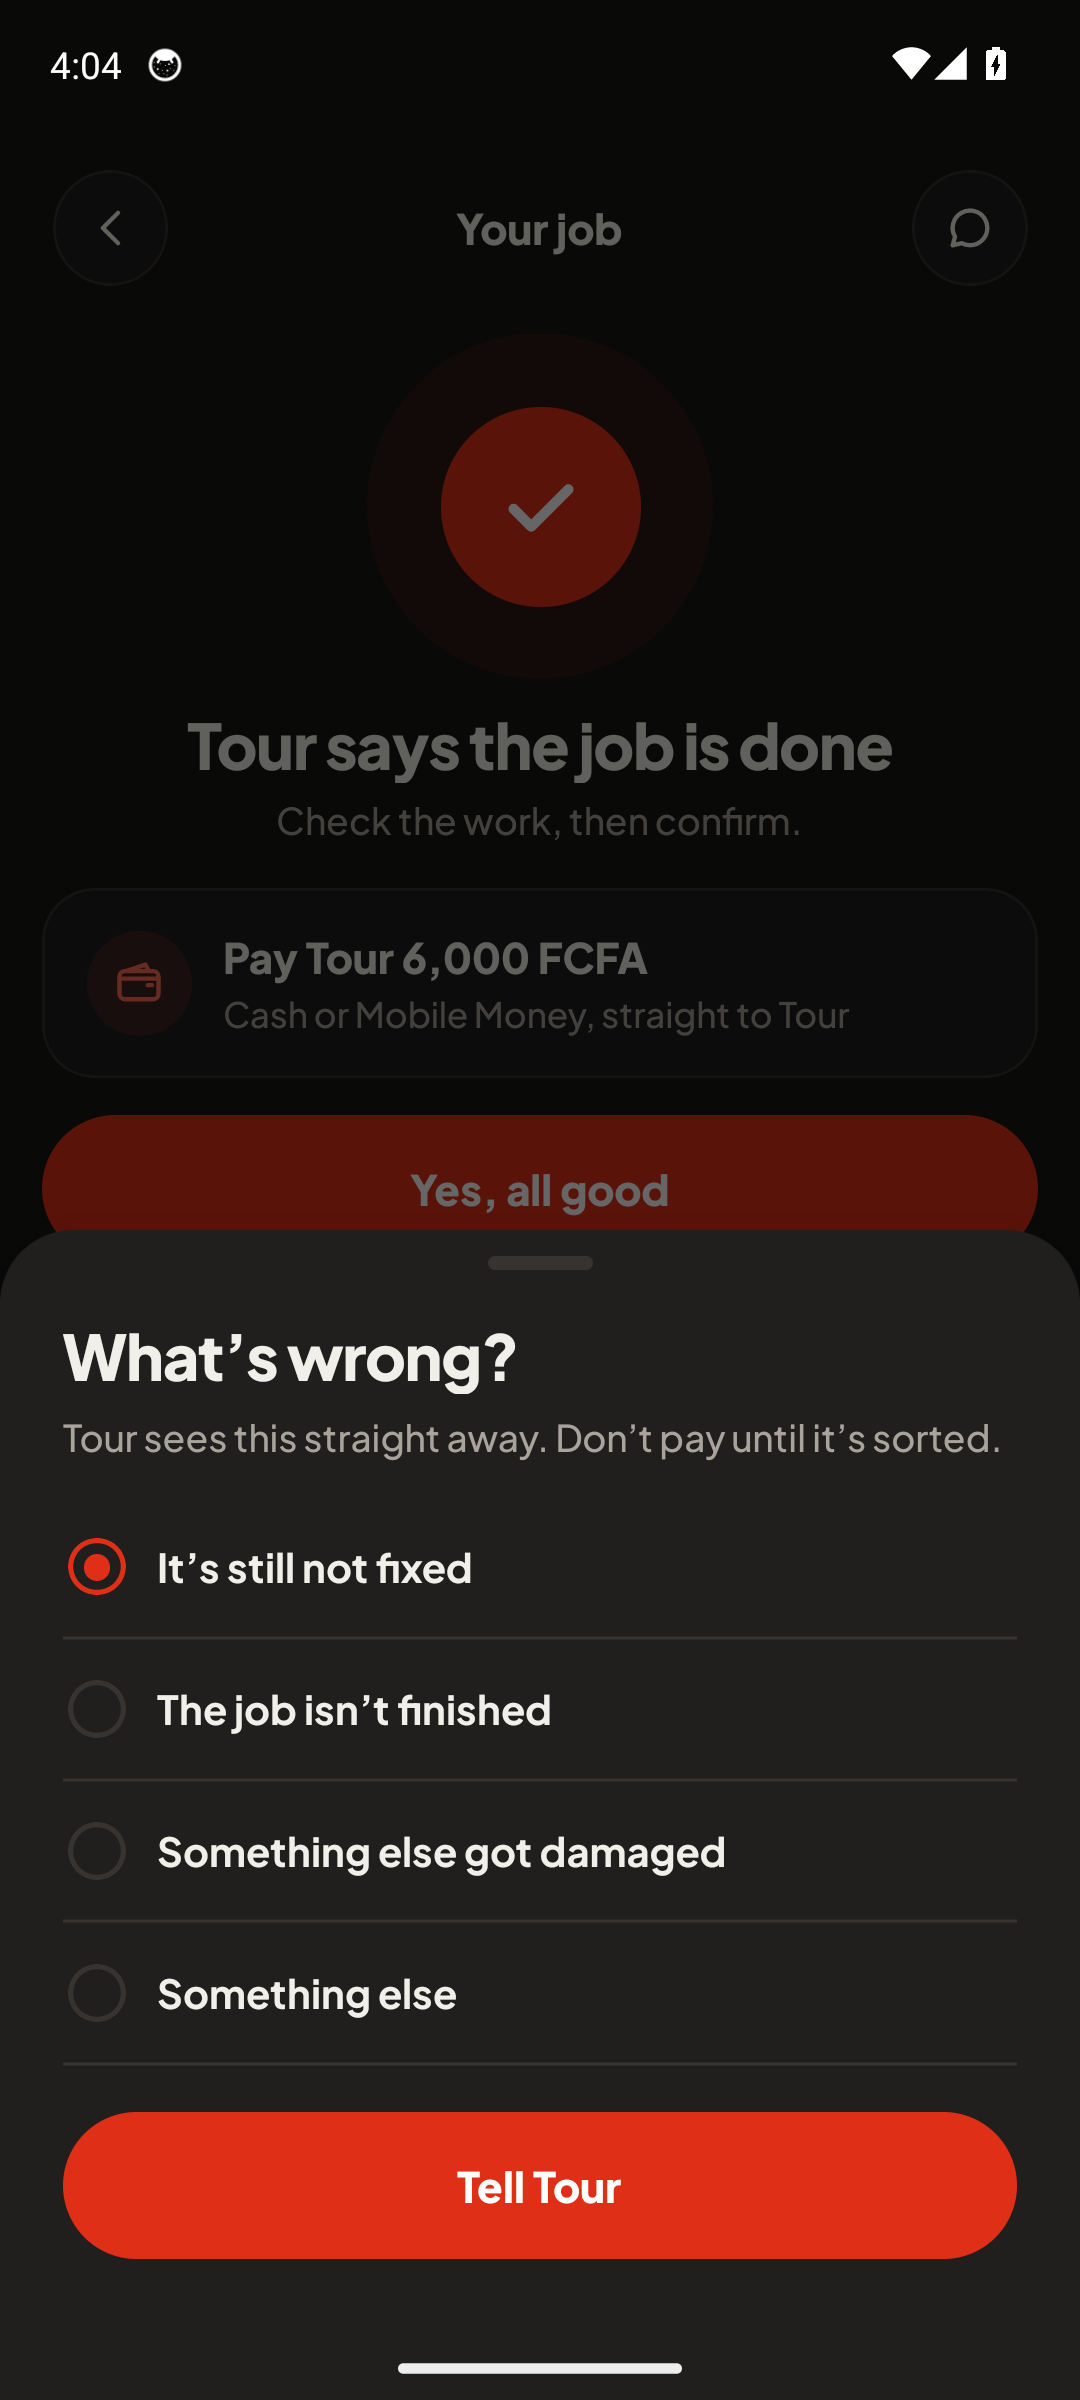 4:04
Your job
Tour says the job is done
Check the work, then confirm.
Pay Tour 6,000 FCFA
Cash or Mobile Money, straight to Tour
Yes, all good
What’s wrong?
Tour sees this straight away. Don’t pay until it’s sorted.
It’s still not fixed
The job isn’t finished
Something else got damaged
Something else
Tell Tour